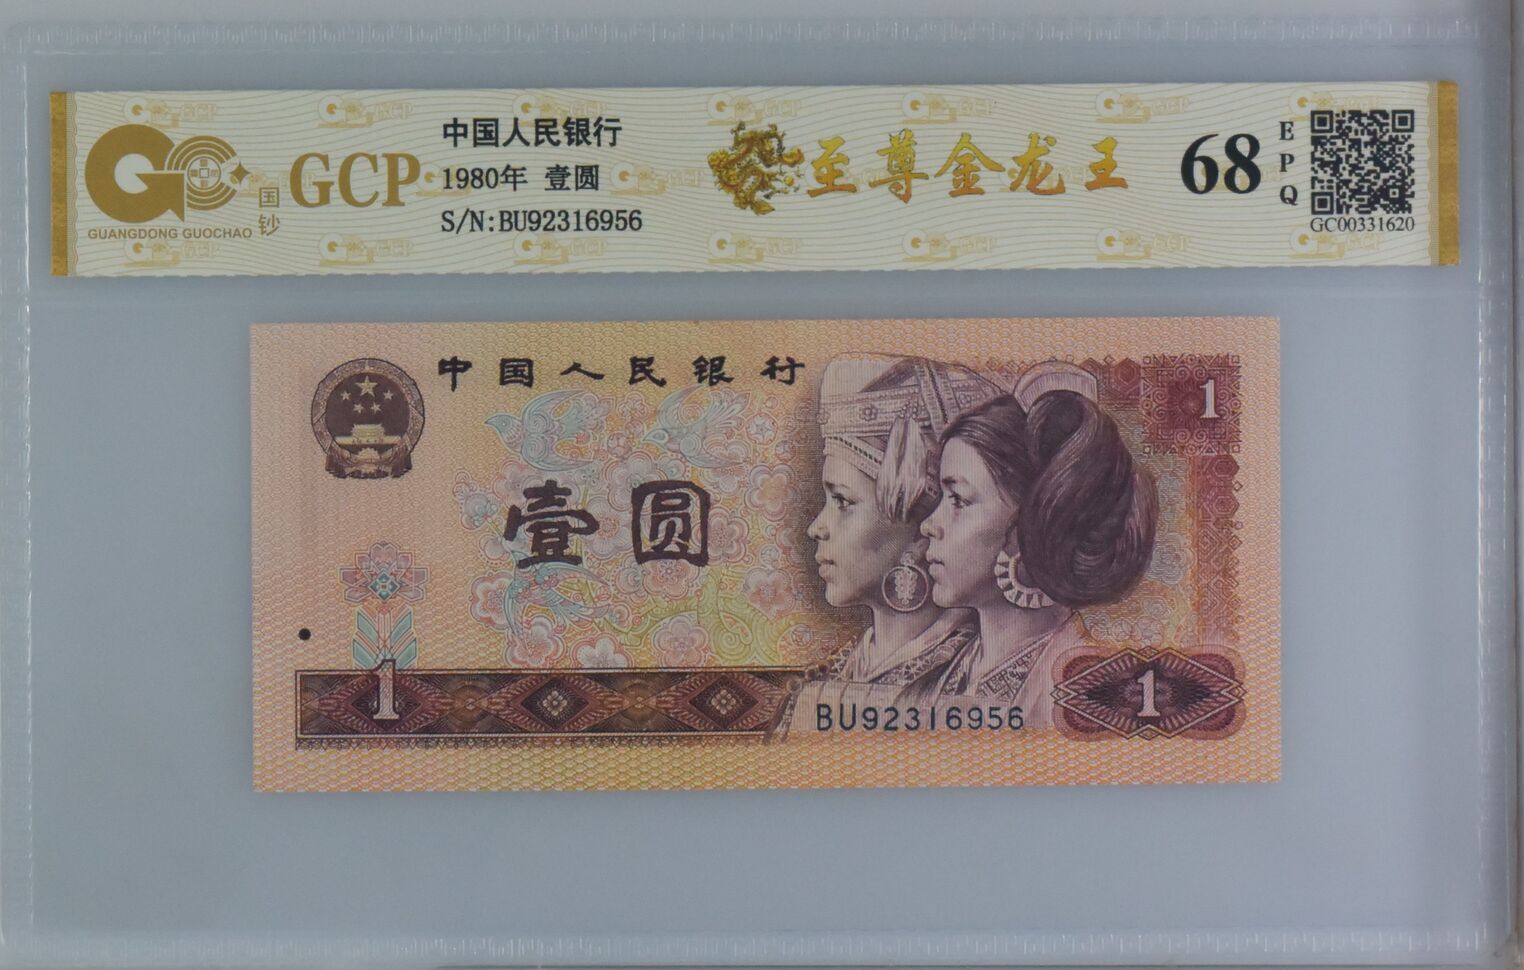 中国人民银行
1980年 壹圆
S/N:BU92316956
GCP
国钞
GUANGDONG GUOCHAO
至尊金龙王
68
EPQ
GC00331620
中国人民银行
1
壹圆
1
BU92316956
1